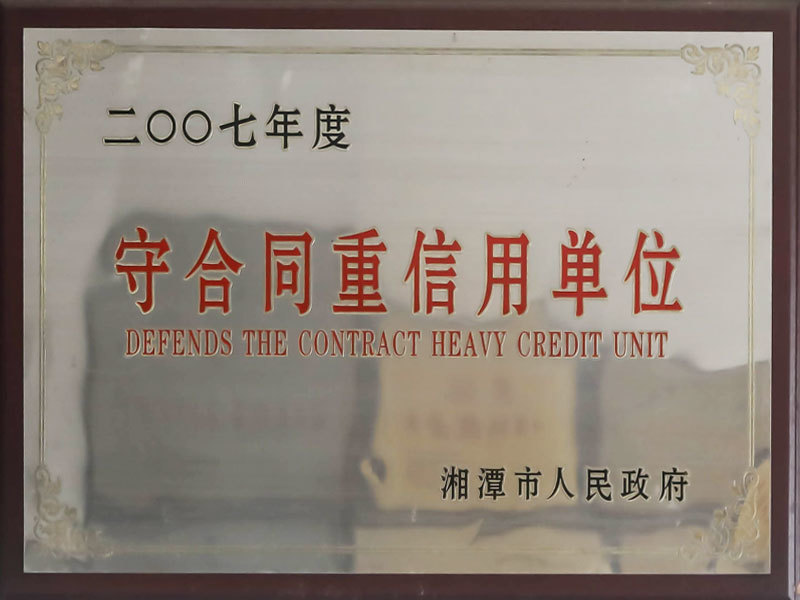 二〇〇七年度
守合同重信用单位
DEFENDS THE CONTRACT HEAVY CREDIT UNIT
湘潭市人民政府